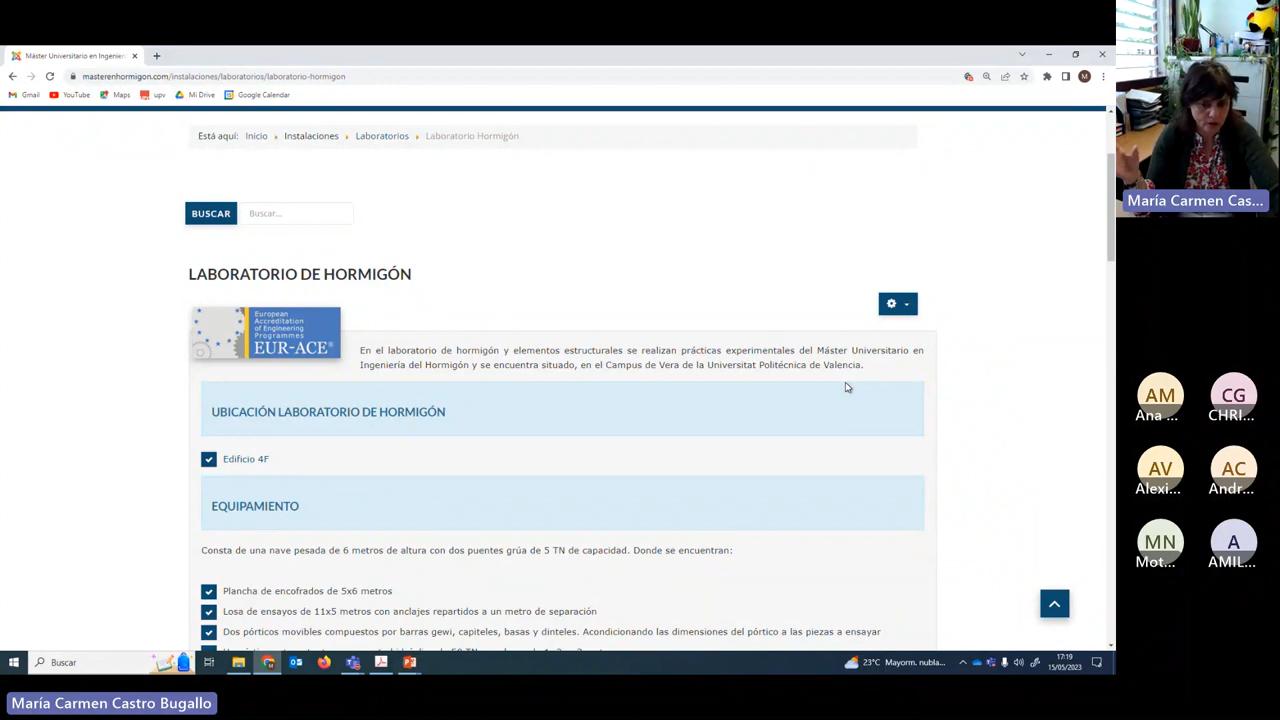 Máster Universitario en Ingenier
masterenhormigon.com/instalaciones/laboratorios/laboratorio-hormigon
M
Gmail
YouTube
Maps
upv
Mi Drive
Google Calendar
Está aquí: Inicio Instalaciones Laboratorios Laboratorio Hormigón
BUSCAR
Buscar...
LABORATORIO DE HORMIGÓN
European
Accreditation
of Engineering
Programmes
EUR-ACE®
En el laboratorio de hormigón y elementos estructurales se realizan prácticas experimentales del Máster Universitario en
Ingeniería del Hormigón y se encuentra situado, en el Campus de Vera de la Universitat Politécnica de Valencia.
UBICACIÓN LABORATORIO DE HORMIGÓN
Edificio 4F
EQUIPAMIENTO
Consta de una nave pesada de 6 metros de altura con dos puentes grúa de 5 TN de capacidad. Donde se encuentran:
Plancha de encofrados de 5x6 metros
Losa de ensayos de 11x5 metros con anclajes repartidos a un metro de separación
Dos pórticos movibles compuestos por barras gewi, capiteles, basas y dinteles. Acondicionando las dimensiones del pórtico a las piezas a ensayar
Buscar
23°C Mayorm. nubla...
17:19
15/05/2023
María Carmen Castro Bugallo
María Carmen Cas...
AM
Ana ...
CG
CHRI...
AV
Alexi...
AC
Andr...
MN
Mot...
A
AMIL...